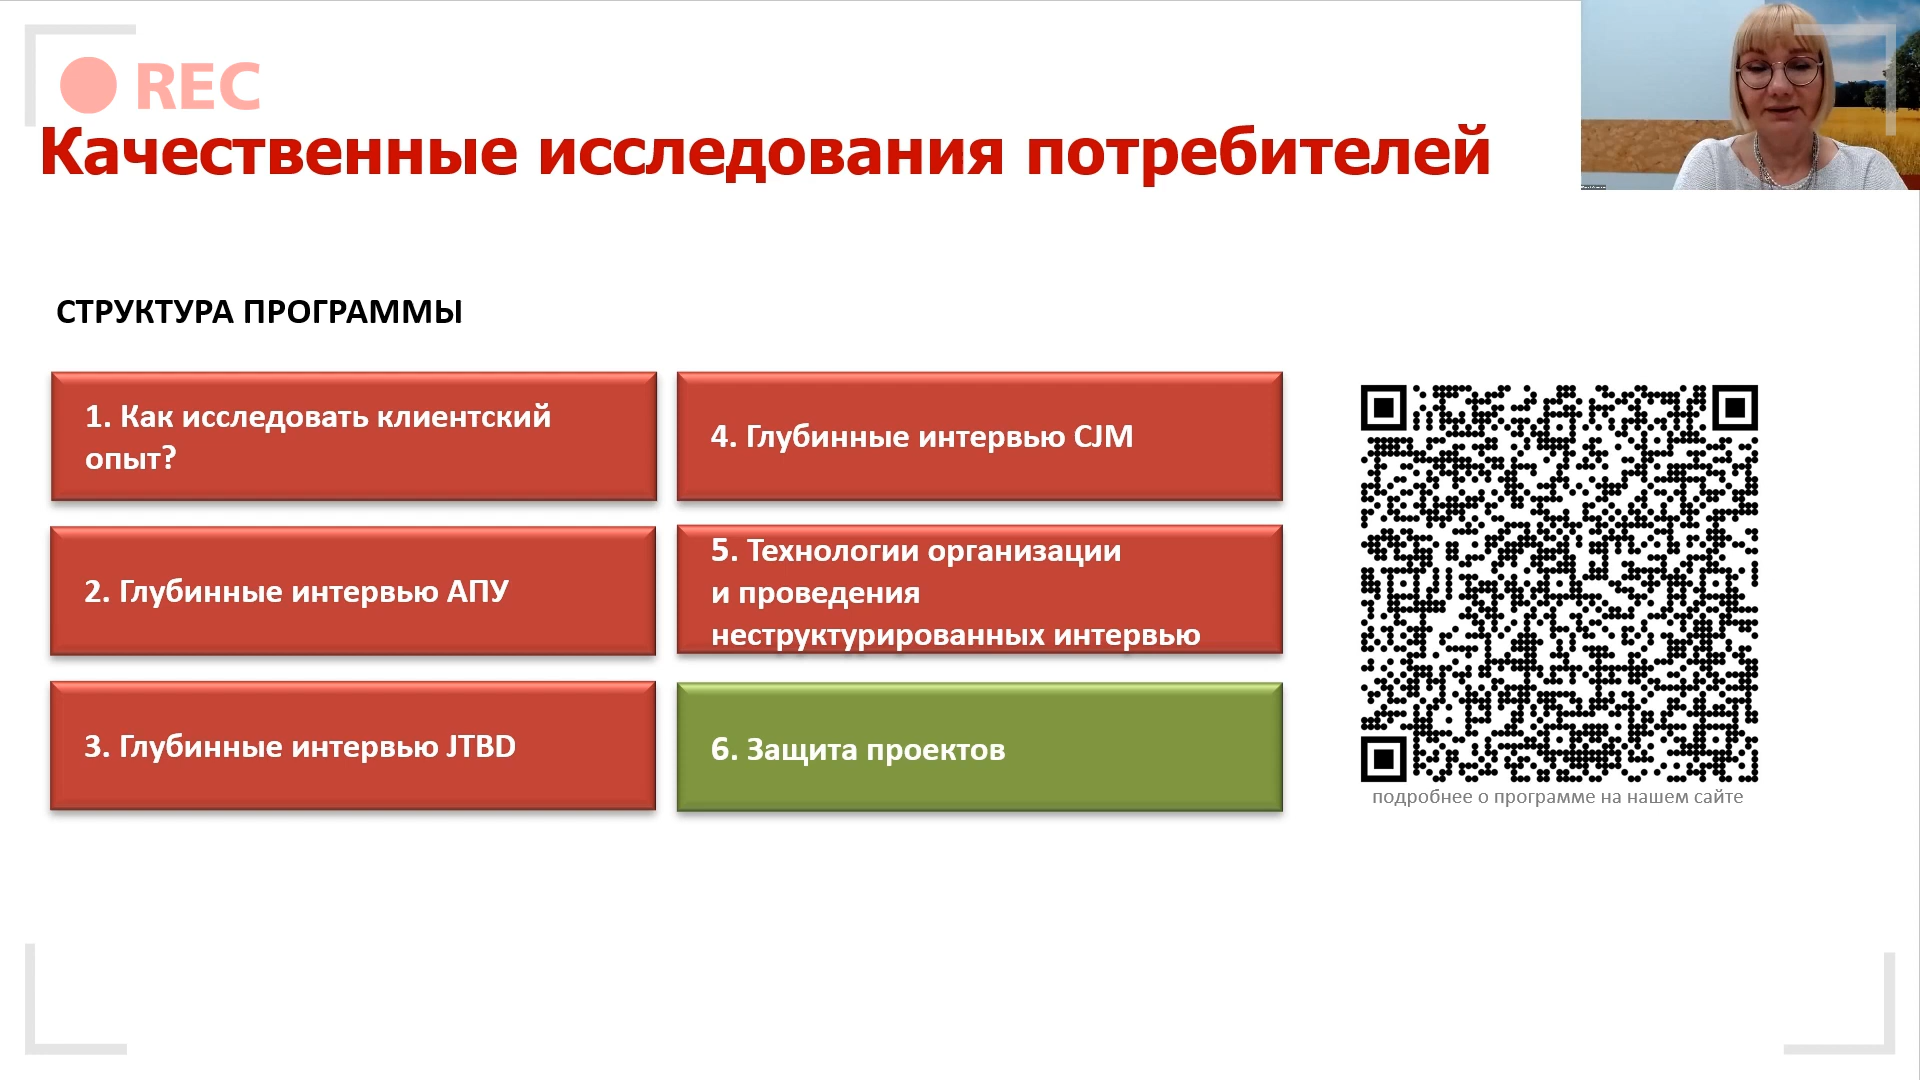 REC
Качественные исследования потребителей
СТРУКТУРА ПРОГРАММЫ
1. Как исследовать клиентский
опыт?
2. Глубинные интервью АПУ
3. Глубинные интервью JTBD
4. Глубинные интервью CJM
5. Технологии организации
и проведения
неструктурированных интервью
6. Защита проектов
подробнее о программе на нашем сайте